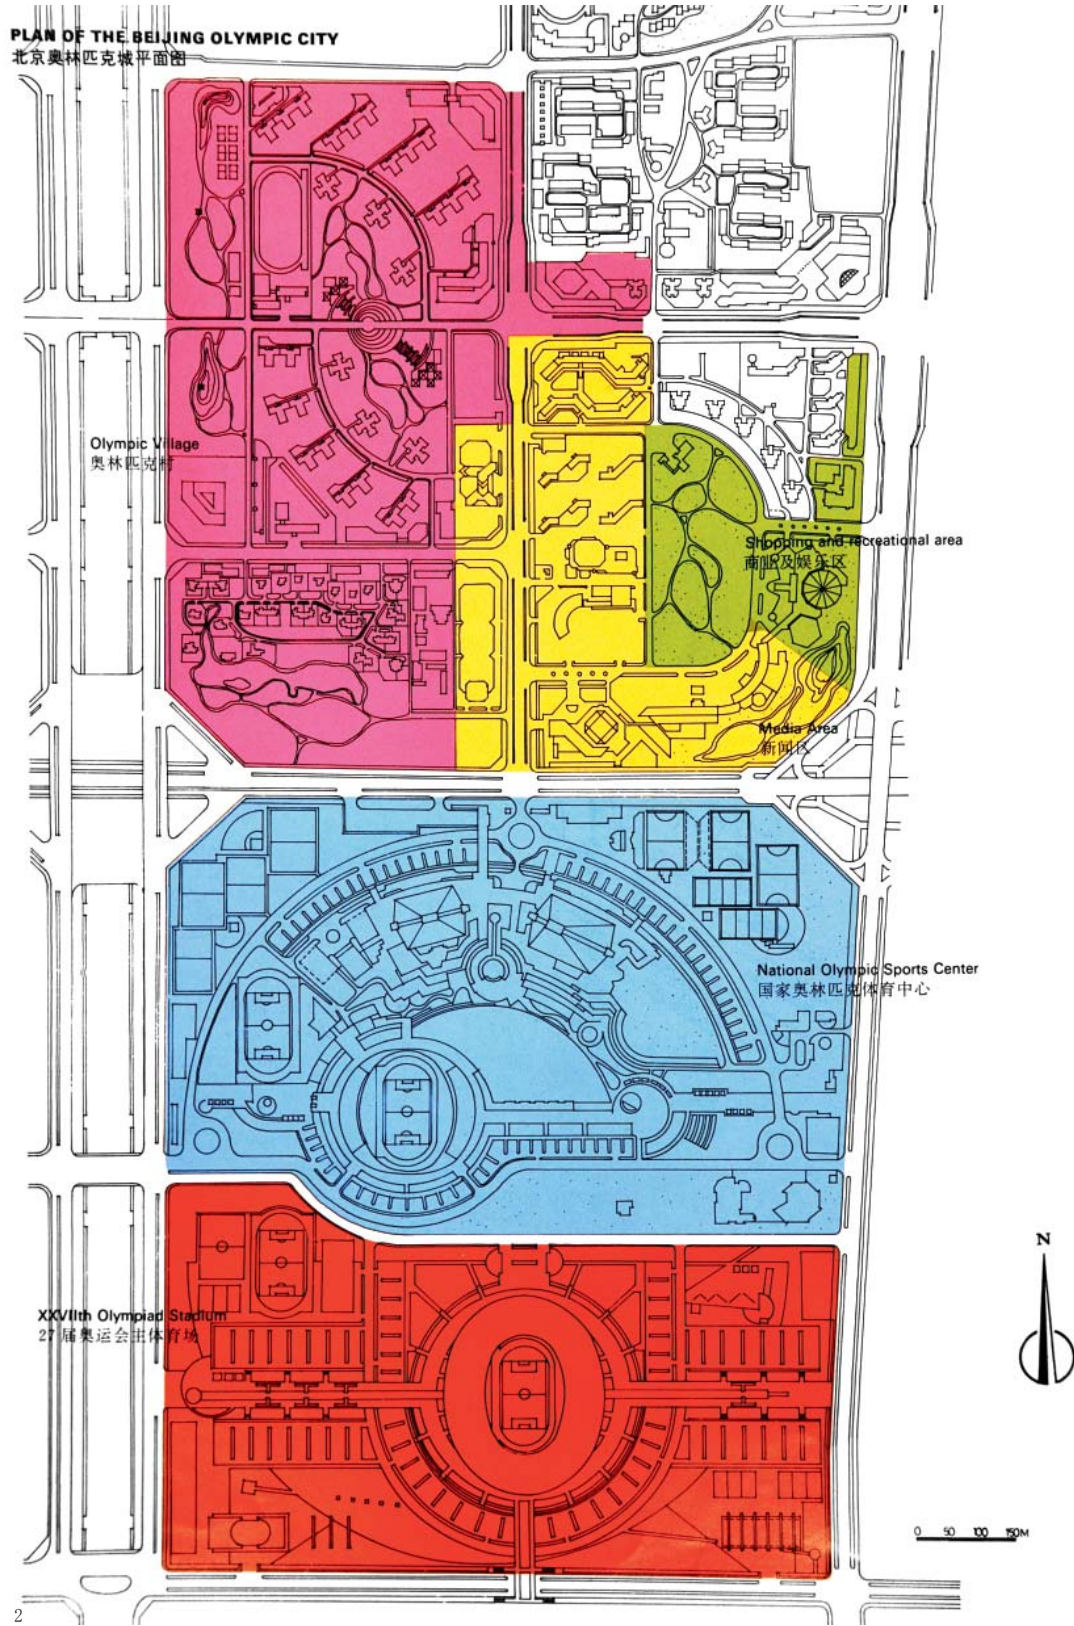 PLAN OF THE BEIJING OLYMPIC CITY
北京奥林匹克城平面图
Olympic Village
奥林匹克村
Shopping and recreational area
商业及娱乐区
Media Area
新闻区
National Olympic Sports Center
国家奥林匹克体育中心
N
XXVIIth Olympiad Stadium
27届奥运会主体育场
0 50 100 150M
2